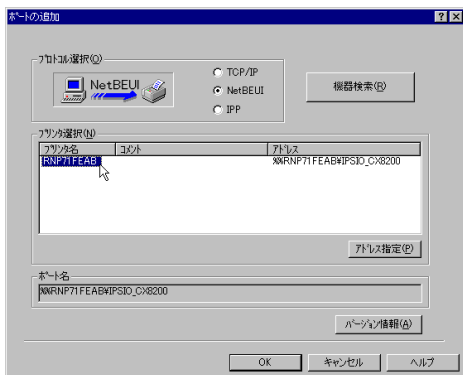 ポートの追加
プロトコル選択(O)
NetBEUI
TCP/IP
NetBEUI
IPP
機器検索(R)
プリンタ選択(N)
プリンタ名 コメント アドレス
RNP71FEAB %%RNP71FEAB¥IPSIO_CX8200
アドレス指定(P)
ポート名
%%RNP71FEAB¥IPSIO_CX8200
バージョン情報(A)
OK キャンセル ヘルプ